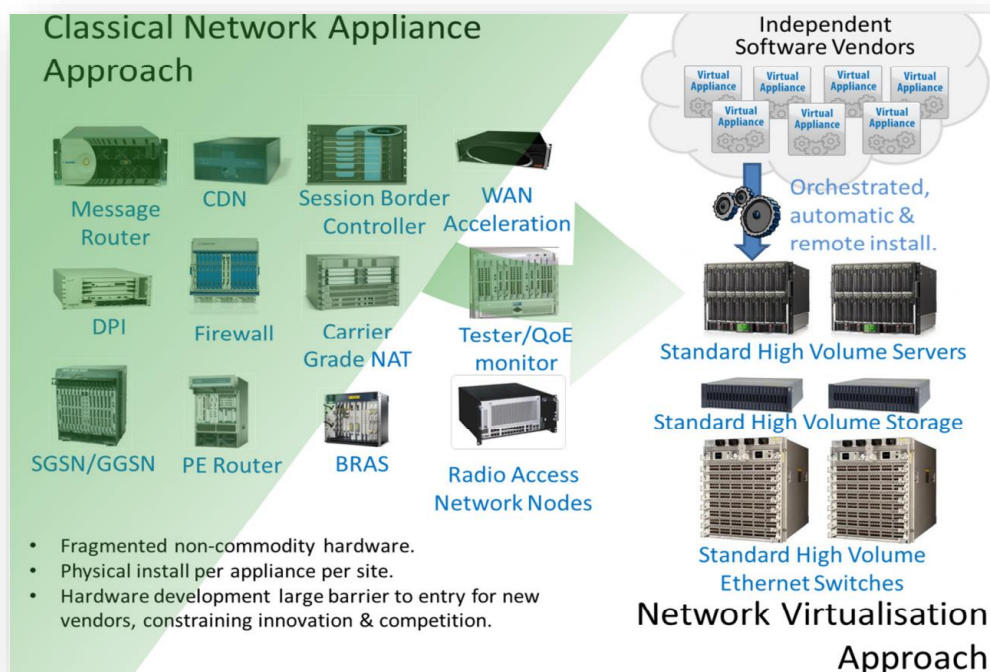 Classical Network Appliance
Approach
Message
Router
CDN
Session Border
Controller
WAN
Acceleration
DPI
Firewall
Carrier
Grade NAT
Tester/QoE
monitor
SGSN/GGSN
PE Router
BRAS
Radio Access
Network Nodes
• Fragmented non-commodity hardware.
• Physical install per appliance per site.
• Hardware development large barrier to entry for new
vendors, constraining innovation & competition.
Independent
Software Vendors
Virtual
Appliance
Virtual
Appliance
Virtual
Appliance
Virtual
Appliance
Virtual
Appliance
Virtual
Appliance
Virtual
Appliance
Orchestrated,
automatic &
remote install.
Standard High Volume Servers
Standard High Volume Storage
Standard High Volume
Ethernet Switches
Network Virtualisation
Approach